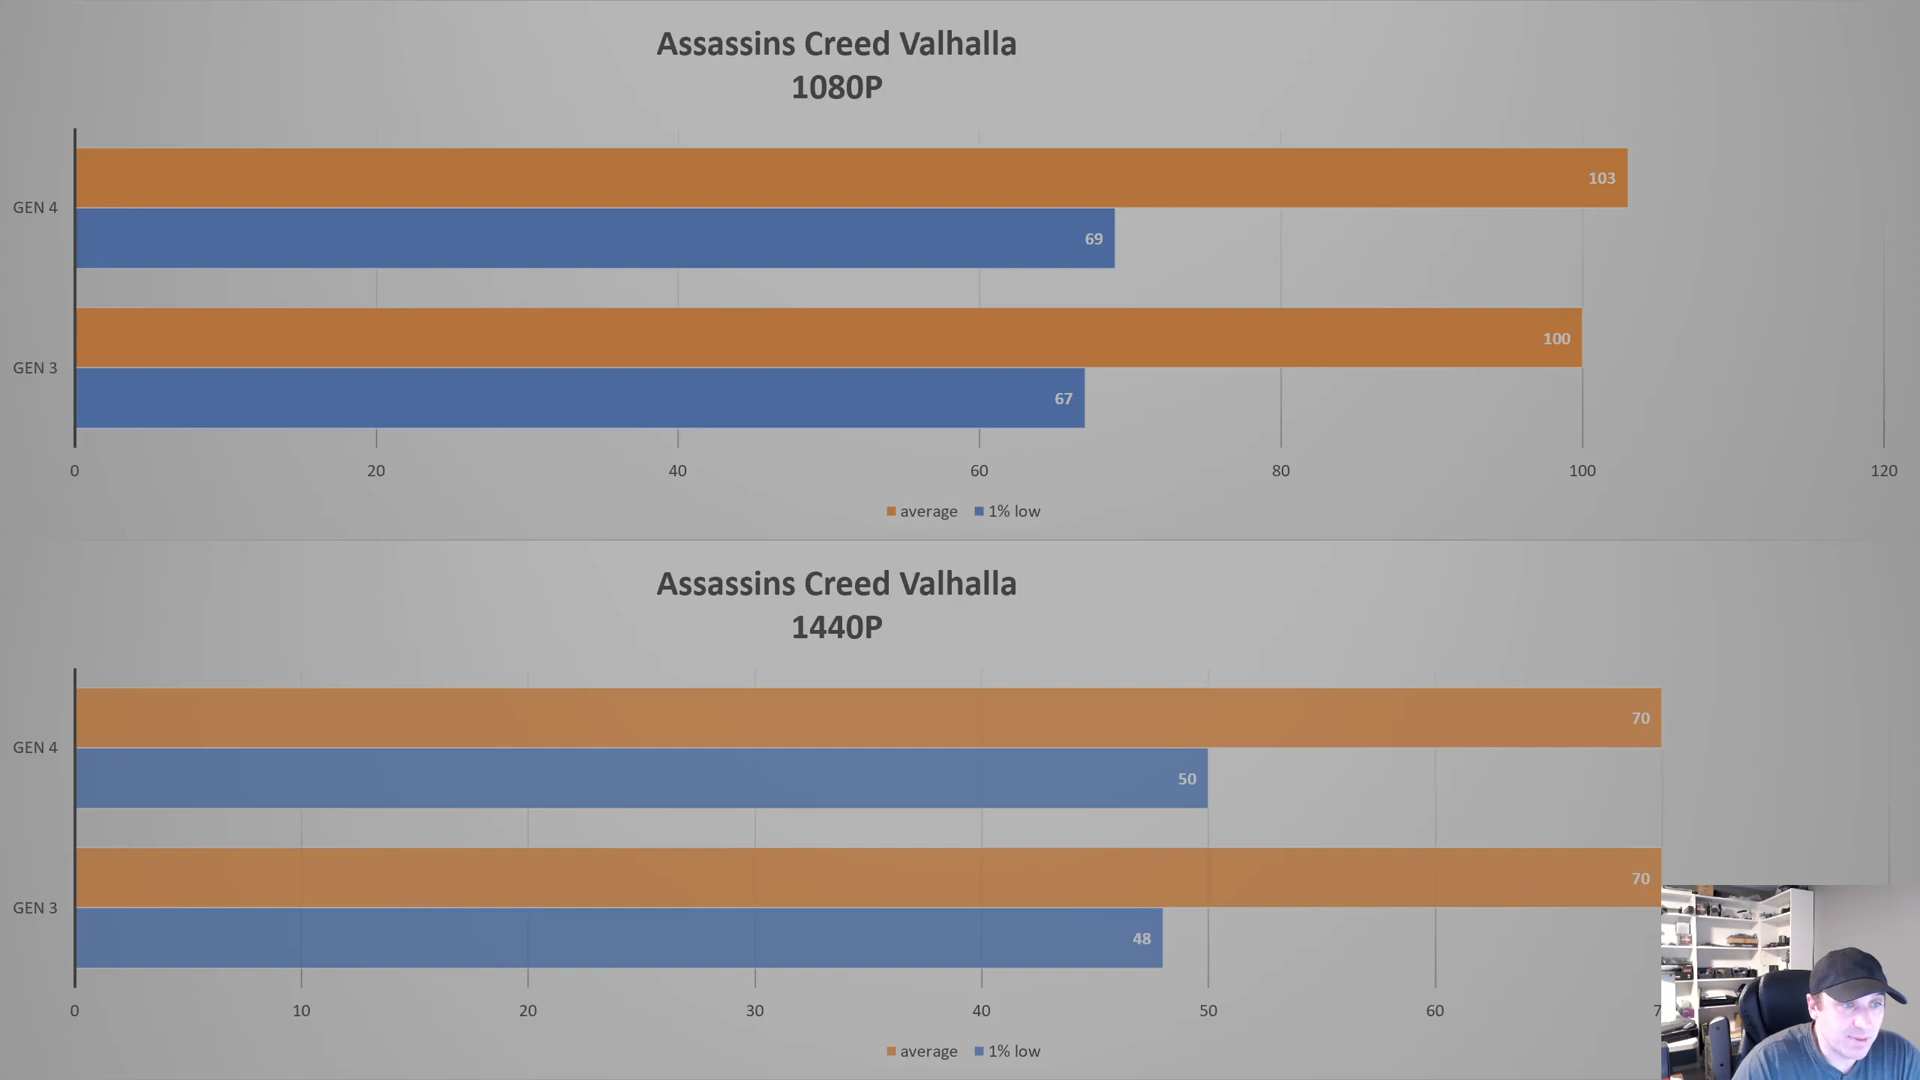 Assassins Creed Valhalla
1080P
GEN 4
103
69
GEN 3
100
67
0 20 40 60 80 100 120
average 1% low
Assassins Creed Valhalla
1440P
GEN 4
70
50
GEN 3
70
48
0 10 20 30 40 50 60
average 1% low